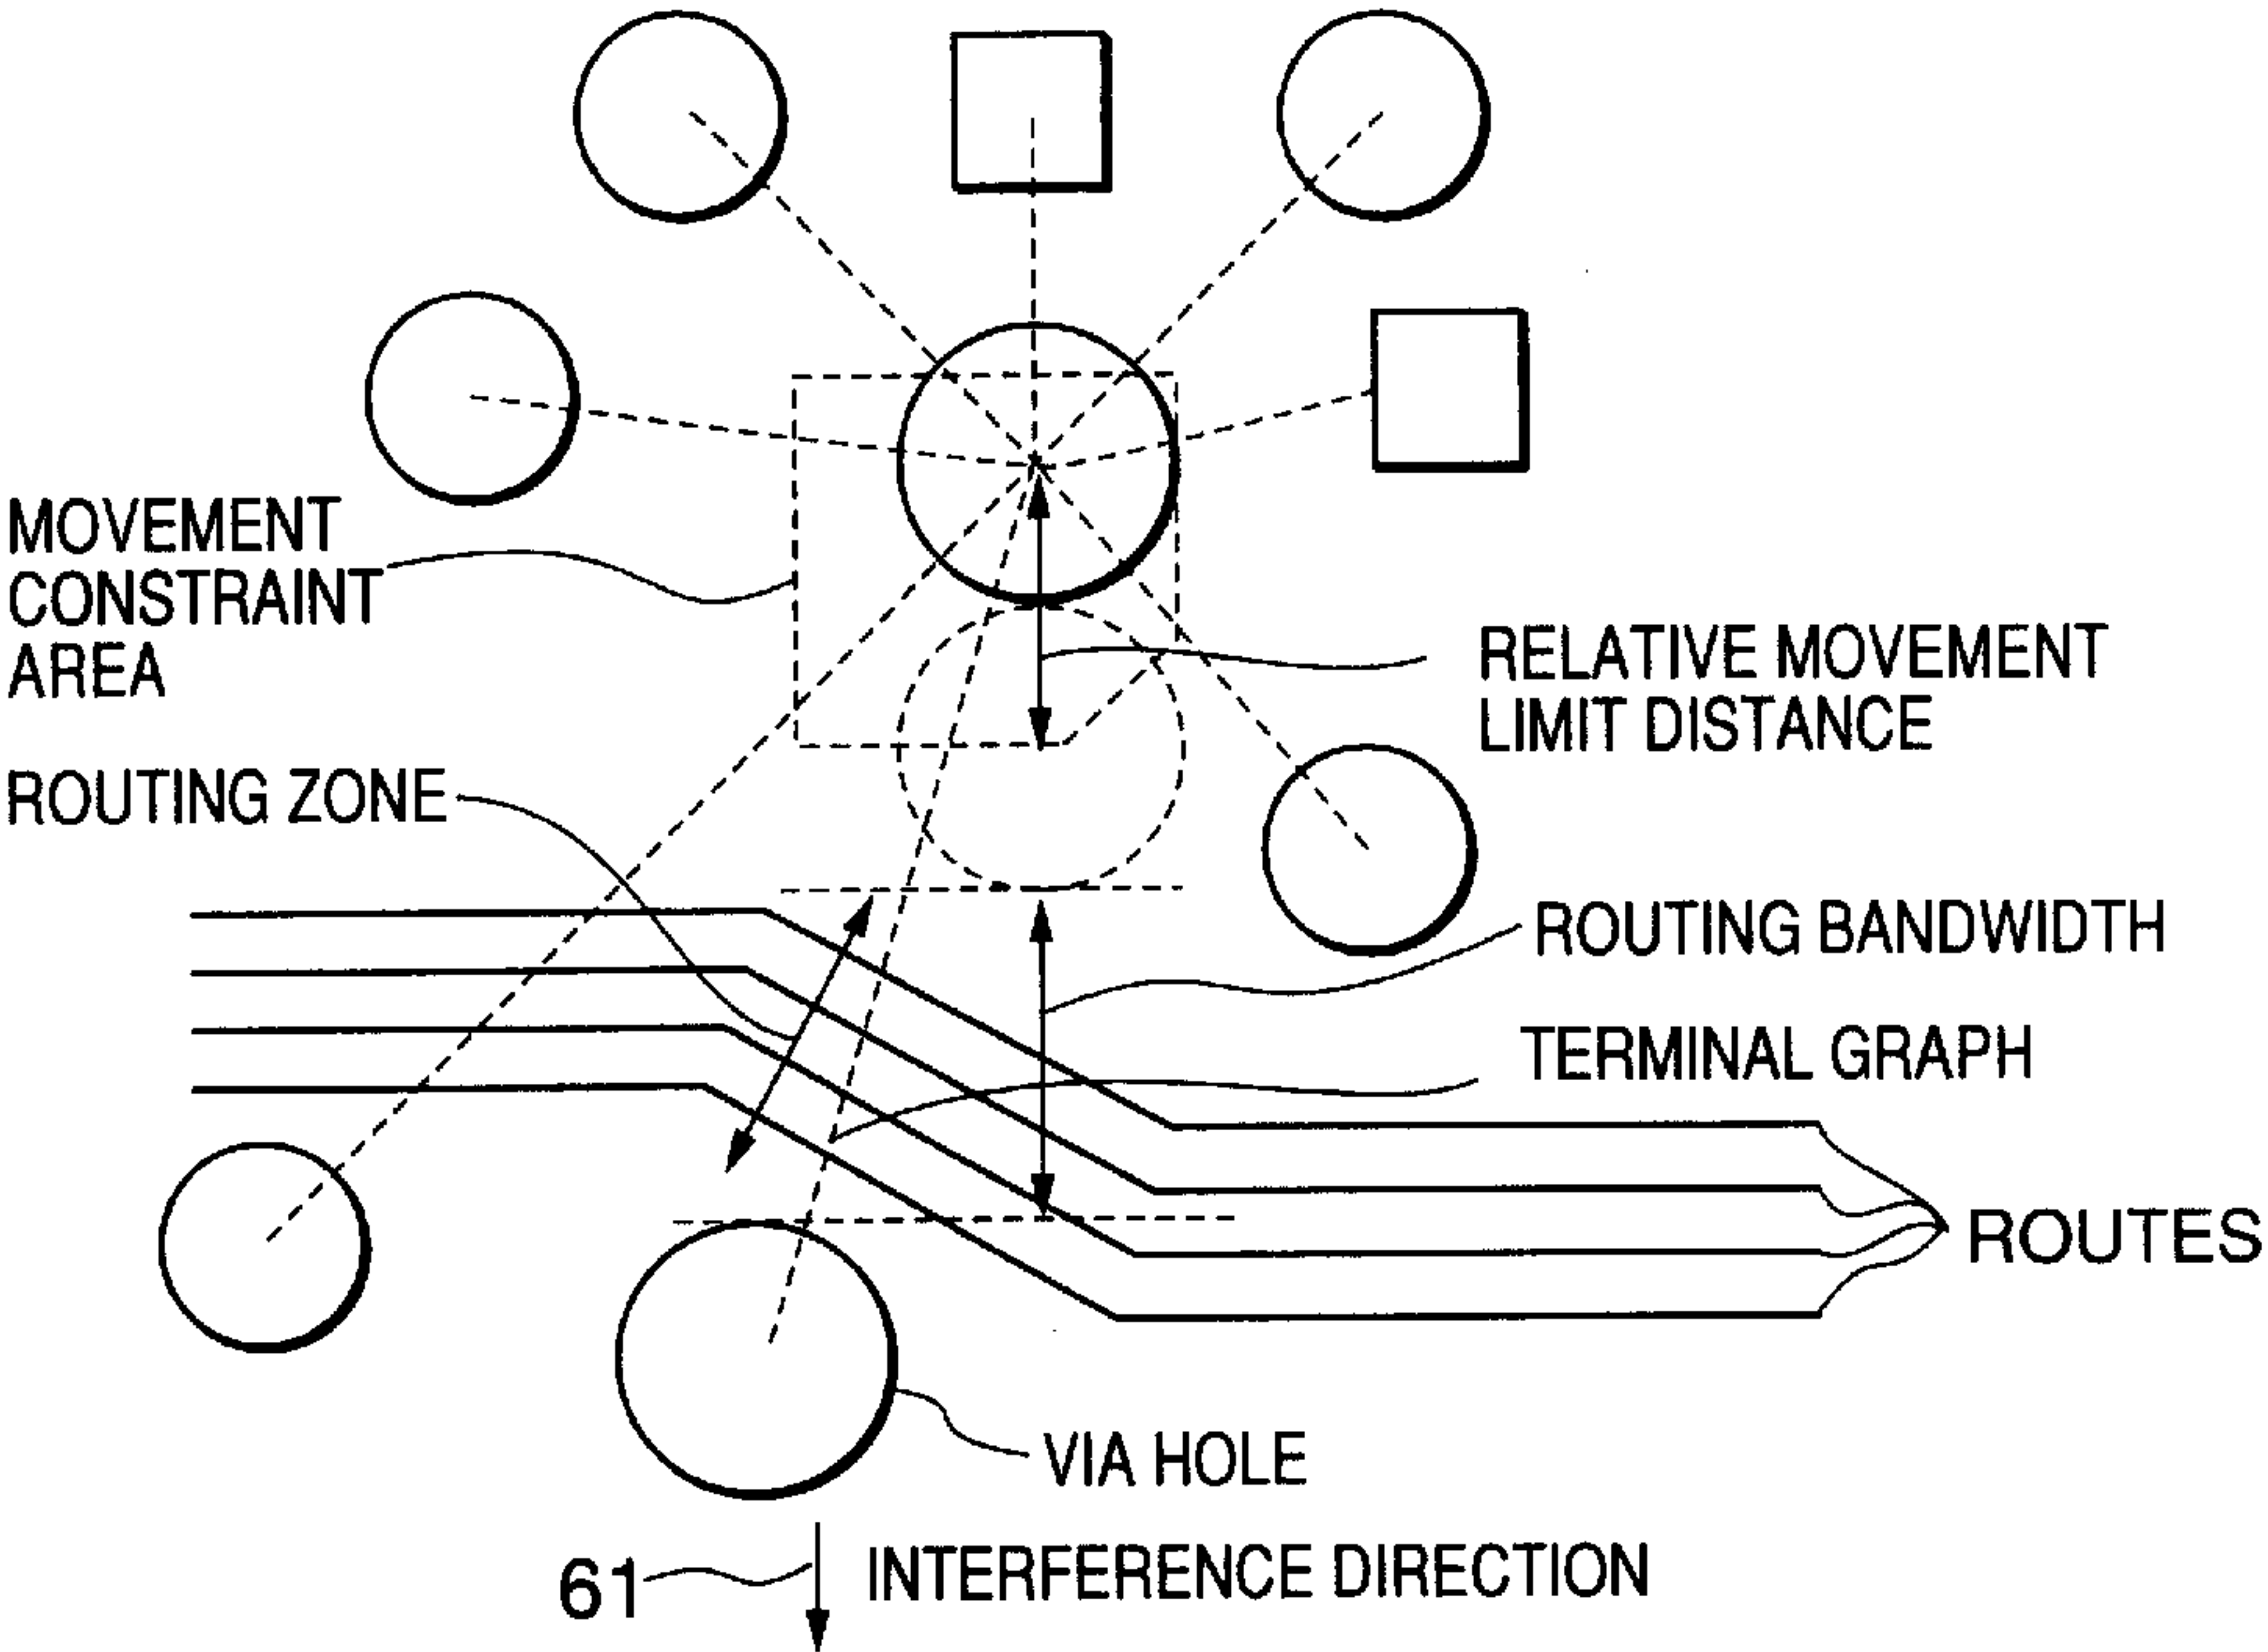 MOVEMENT
CONSTRAINT
AREA
RELATIVE MOVEMENT
LIMIT DISTANCE
ROUTING ZONE
ROUTING BANDWIDTH
TERMINAL GRAPH
ROUTES
VIA HOLE
61
INTERFERENCE DIRECTION